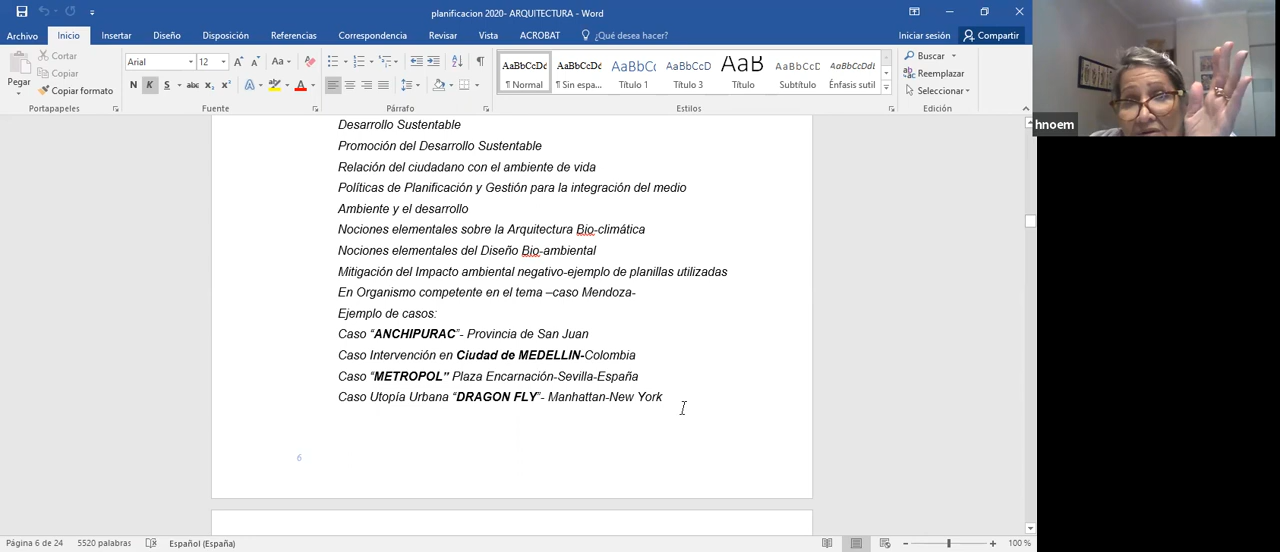 planificacion 2020- ARQUITECTURA - Word
Archivo Inicio Insertar Diseño Disposición Referencias Correspondencia Revisar Vista ACROBAT ¿Qué desea hacer? Iniciar sesión Compartir
Pegar
Cortar
Copiar
Copiar formato
Portapapeles
Arial 12
N K S abc x₂ x²
Fuente
Párrafo
AaBbCcDc AaBbCcDc AaBbCc AaBbCcD AaB AaBbCcD AaBbCcDd
¶ Normal ¶ Sin espa... Título 1 Título 3 Título Subtítulo Énfasis sutil
Estilos
Buscar
Reemplazar
Seleccionar
Edición
hnoem
Desarrollo Sustentable
Promoción del Desarrollo Sustentable
Relación del ciudadano con el ambiente de vida
Políticas de Planificación y Gestión para la integración del medio
Ambiente y el desarrollo
Nociones elementales sobre la Arquitectura Bio-climática
Nociones elementales del Diseño Bio-ambiental
Mitigación del Impacto ambiental negativo-ejemplo de planillas utilizadas
En Organismo competente en el tema –caso Mendoza-
Ejemplo de casos:
Caso “ANCHIPURAC”- Provincia de San Juan
Caso Intervención en Ciudad de MEDELLIN-Colombia
Caso “METROPOL” Plaza Encarnación-Sevilla-España
Caso Utopía Urbana “DRAGON FLY”- Manhattan-New York
6
Página 6 de 24 5520 palabras Español (España) 100 %